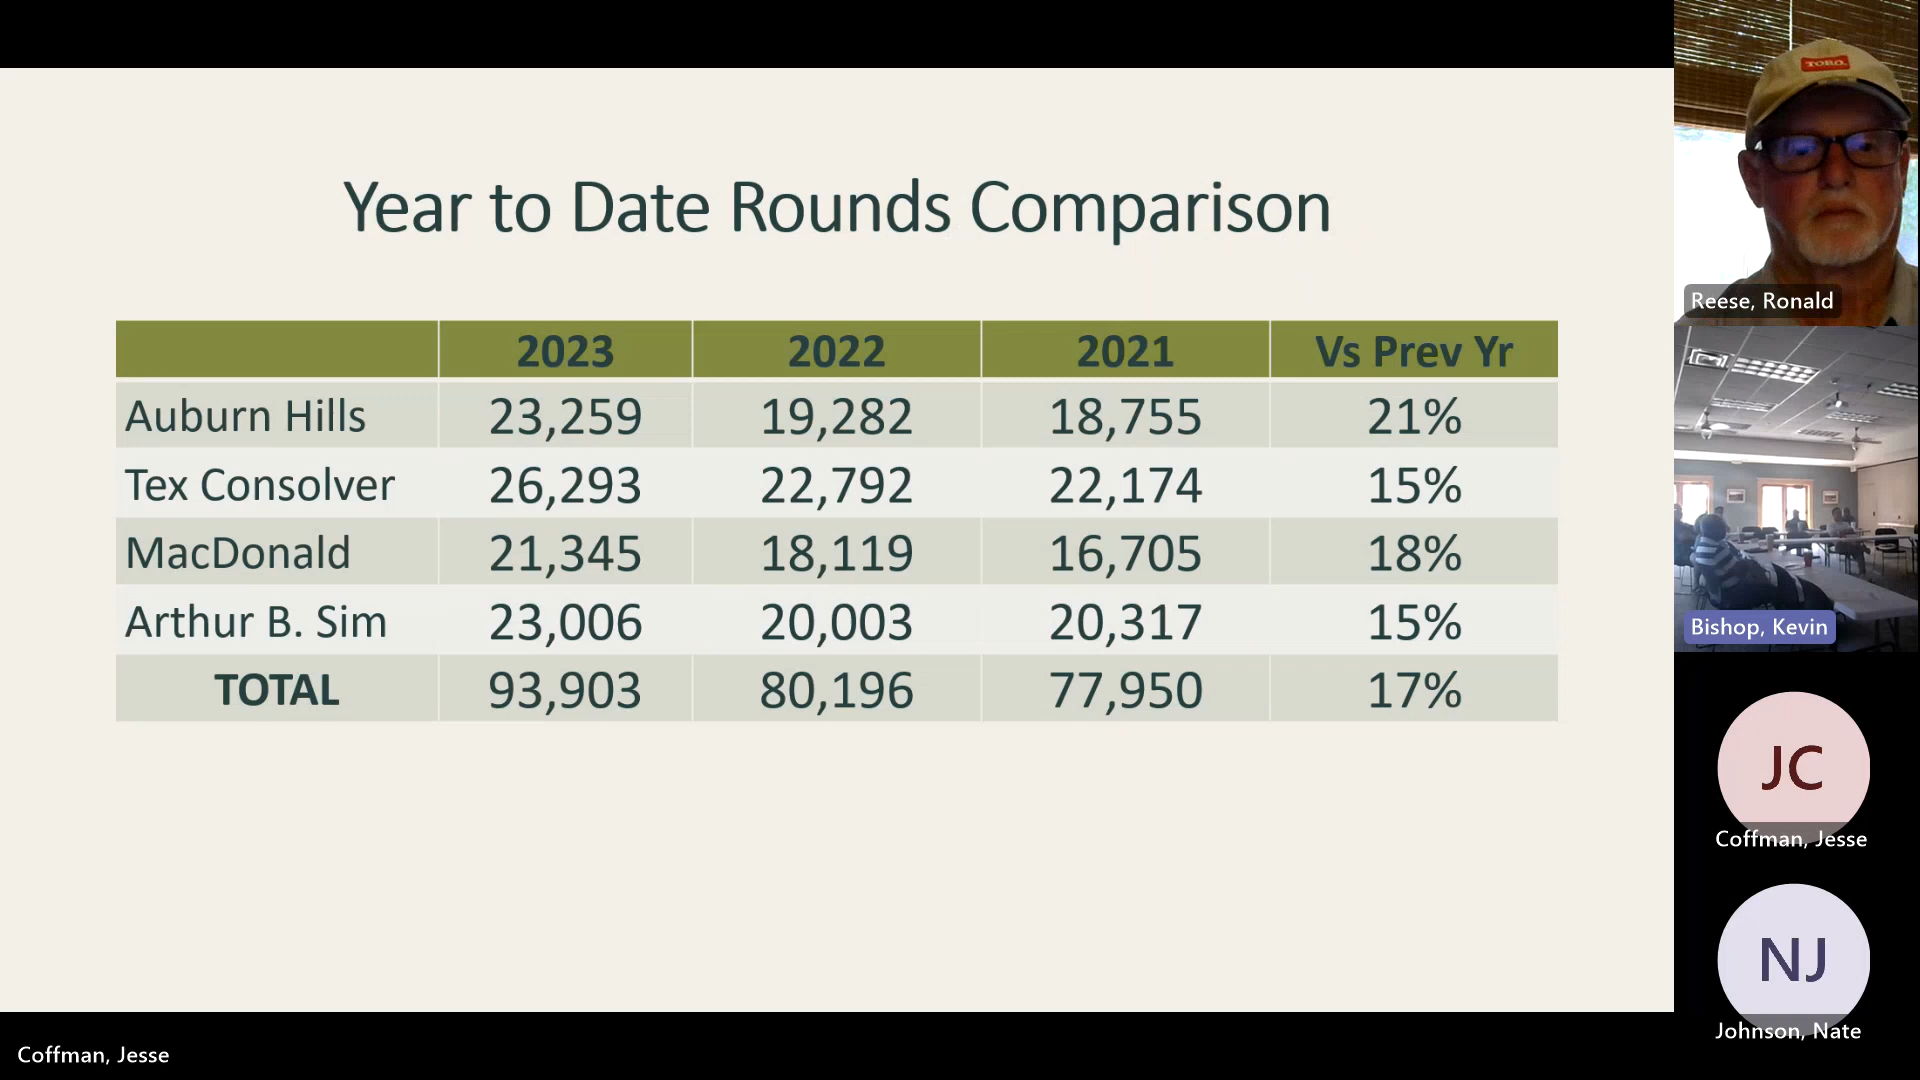 Year to Date Rounds Comparison
2023 2022 2021 Vs Prev Yr
Auburn Hills 23,259 19,282 18,755 21%
Tex Consolver 26,293 22,792 22,174 15%
MacDonald 21,345 18,119 16,705 18%
Arthur B. Sim 23,006 20,003 20,317 15%
TOTAL 93,903 80,196 77,950 17%
TORO.
Reese, Ronald
Bishop, Kevin
JC
Coffman, Jesse
NJ
Johnson, Nate
Coffman, Jesse